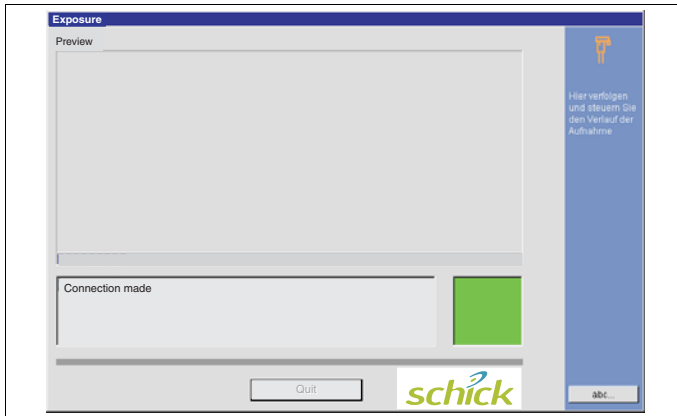 Exposure
Preview
Hier verfolgen
und steuern Sie
den Verlauf der
Aufnahme
Connection made
Quit
schick
abc...